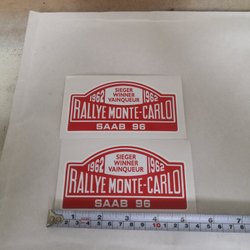 SIEGER
WINNER
VAINQUEUR
1962 1962
RALLYE MONTE-CARLO
SAAB 96
SIEGER
WINNER
VAINQUEUR
1962 1962
RALLYE MONTE-CARLO
SAAB 96